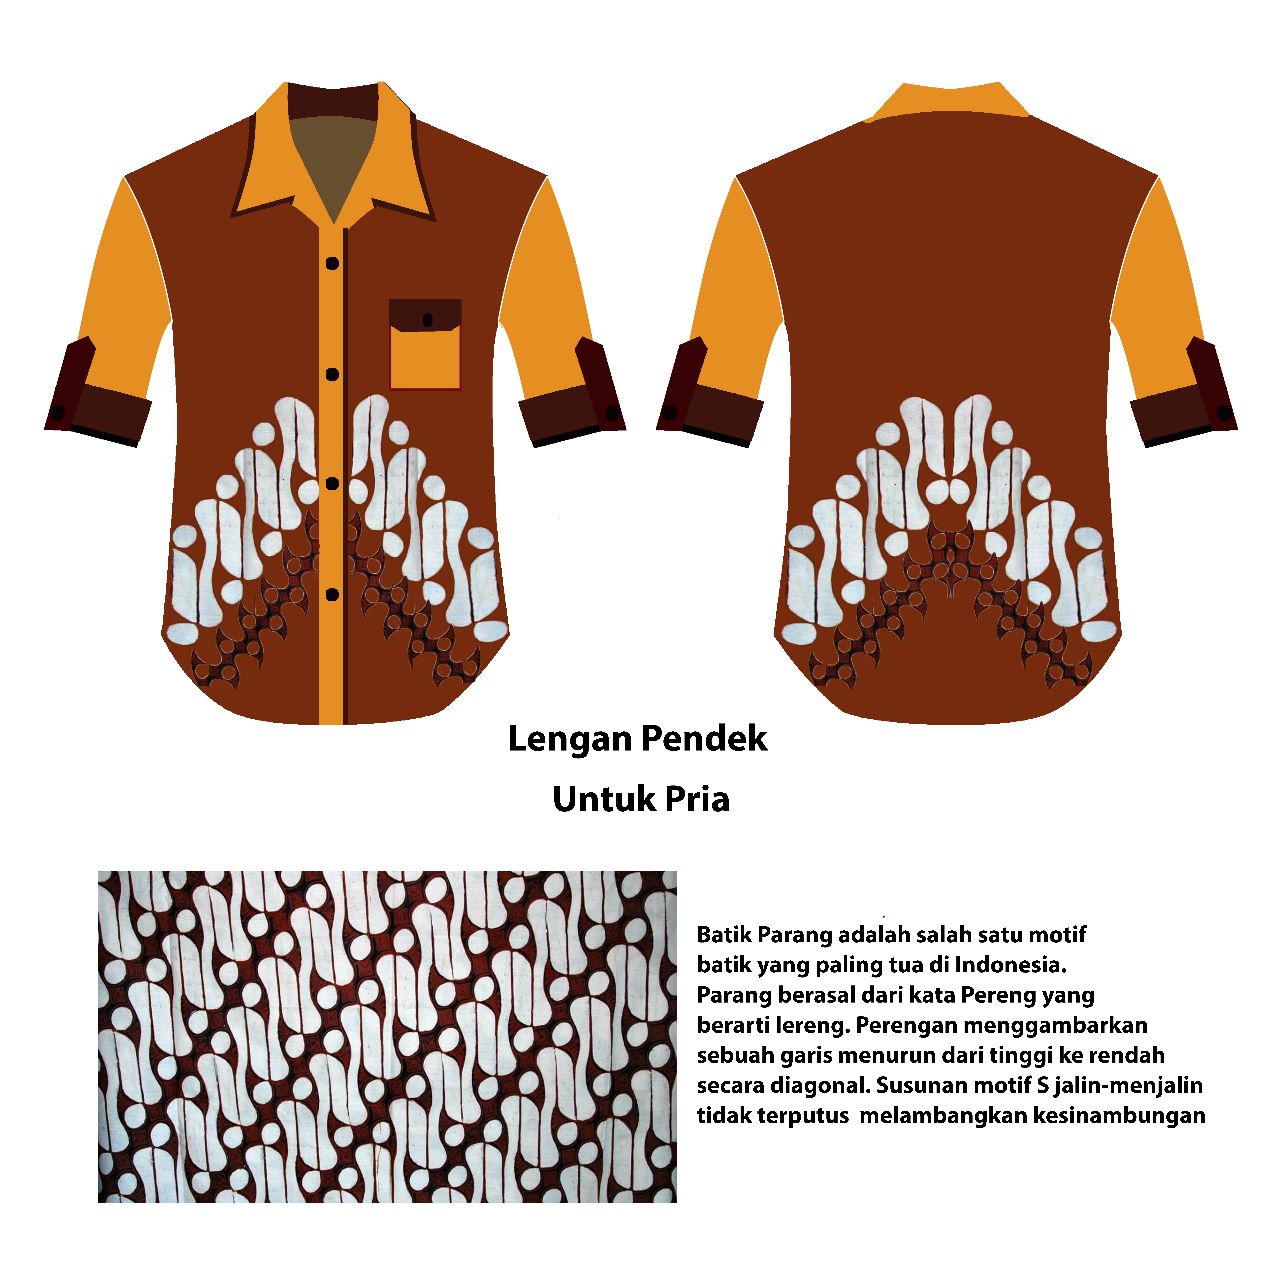 Lengan Pendek
Untuk Pria
Batik Parang adalah salah satu motif
batik yang paling tua di Indonesia.
Parang berasal dari kata Pereng yang
berarti lereng. Perengan menggambarkan
sebuah garis menurun dari tinggi ke rendah
secara diagonal. Susunan motif S jalin-menjalin
tidak terputus  melambangkan kesinambungan